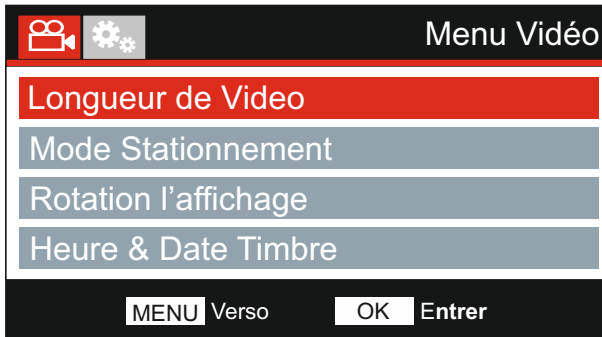 Menu Vidéo
Longueur de Video
Mode Stationnement
Rotation l’affichage
Heure & Date Timbre
MENU Verso OK Entrer